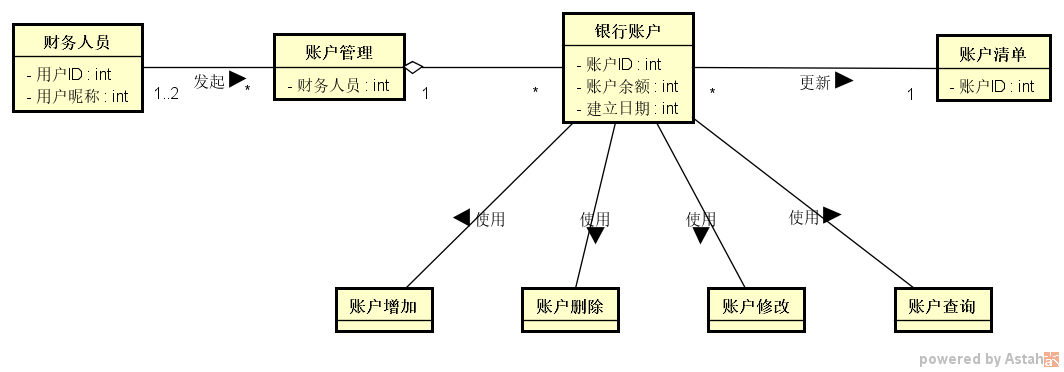 财务人员
- 用户ID : int
- 用户昵称 : int
1..2
发起
*
账户管理
- 财务人员 : int
1
*
银行账户
- 账户ID : int
- 账户余额 : int
- 建立日期 : int
*
更新
1
账户清单
- 账户ID : int
使用
使用
使用
使用
账户增加
账户删除
账户修改
账户查询
powered by Astah